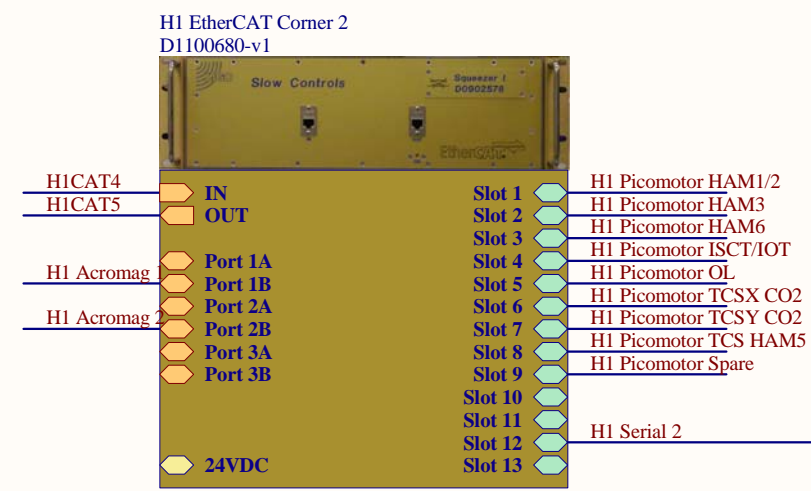 H1 EtherCAT Corner 2
D1100680-v1
Slow Controls
Squeezer 1
D0902578
EtherCAT
H1CAT4
IN
H1CAT5
OUT
Port 1A
H1 Acromag 1
Port 1B
Port 2A
H1 Acromag 2
Port 2B
Port 3A
Port 3B
24VDC
Slot 1
H1 Picomotor HAM1/2
Slot 2
H1 Picomotor HAM3
Slot 3
H1 Picomotor HAM6
Slot 4
H1 Picomotor ISCT/IOT
Slot 5
H1 Picomotor OL
Slot 6
H1 Picomotor TCSX CO2
Slot 7
H1 Picomotor TCSY CO2
Slot 8
H1 Picomotor TCS HAM5
Slot 9
H1 Picomotor Spare
Slot 10
Slot 11
Slot 12
H1 Serial 2
Slot 13